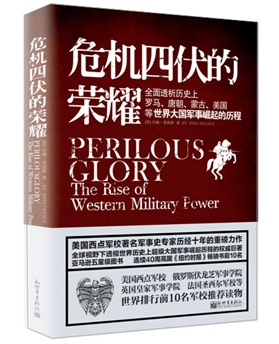 危机四伏的
荣耀
全面透析历史上
罗马、唐朝、蒙古、美国
等世界大国军事崛起的历程
PERILOUS
GLORY
The Rise of
Western Military Power
美国西点军校著名军事史专家历经十年的重磅力作
全球视野下透视世界历史上超级大国军事崛起的权威巨著
亚马逊五星级图书 连续40周高踞《纽约时报》畅销书前10名
美国西点军校 俄罗斯伏龙芝军事学院
英国皇家军事学院 法国圣西尔军校等
世界排行前10名军校推荐读物
危机四伏的荣耀